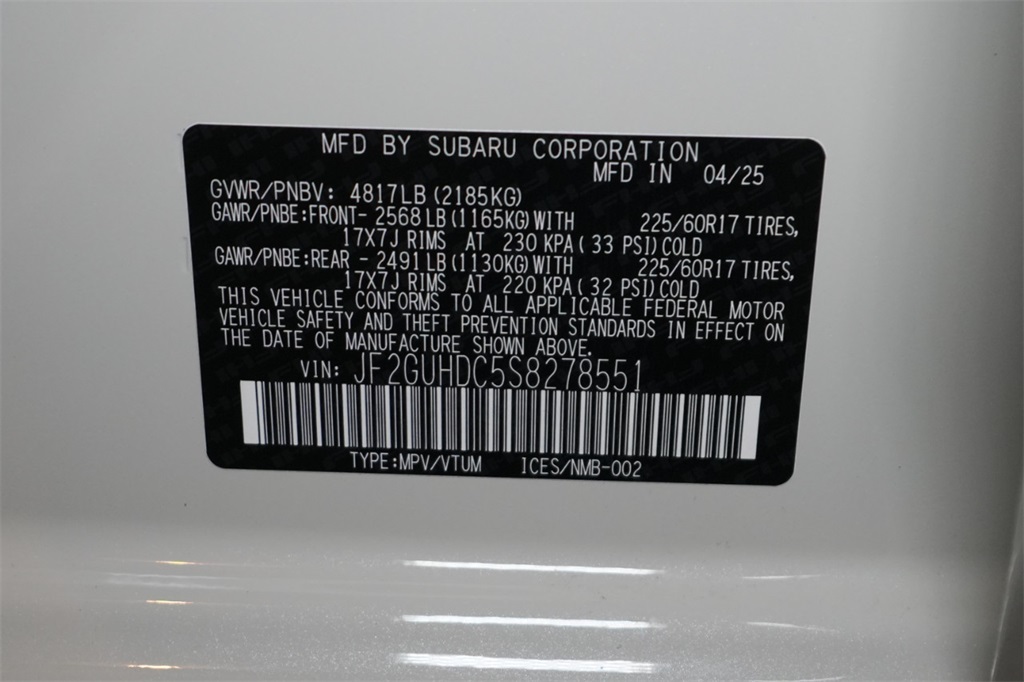 MFD BY SUBARU CORPORATION
MFD IN 04/25
GVWR/PNBV: 4817LB (2185KG)
GAWR/PNBE:FRONT- 2568 LB (1165KG) WITH 225/60R17 TIRES,
17X7J RIMS AT 230 KPA ( 33 PSI) COLD
GAWR/PNBE:REAR - 2491 LB (1130KG) WITH 225/60R17 TIRES,
17X7J RIMS AT 220 KPA ( 32 PSI) COLD
THIS VEHICLE CONFORMS TO ALL APPLICABLE FEDERAL MOTOR
VEHICLE SAFETY AND THEFT PREVENTION STANDARDS IN EFFECT ON
THE DATE OF MANUFACTURE SHOWN ABOVE.
VIN: JF2GUHDC5S8278551
TYPE:MPV/VTUM ICES/NMB-002